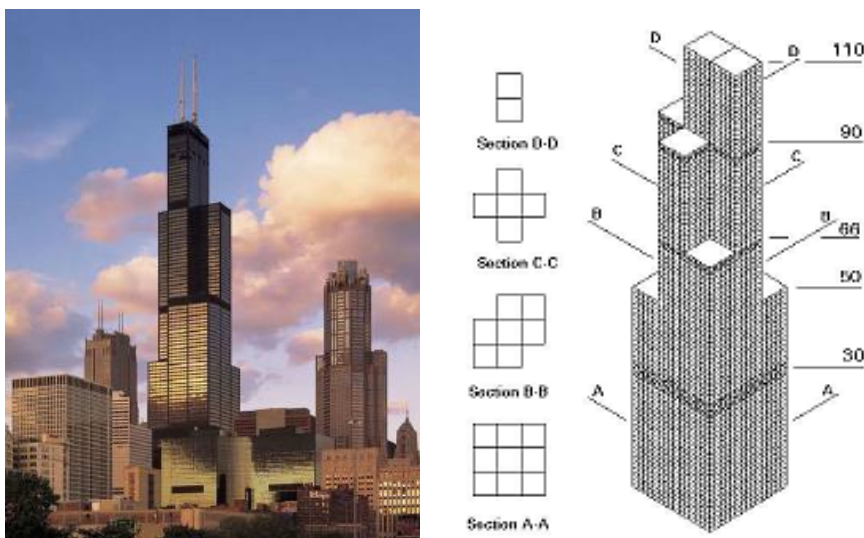 D
D
110
Section D-D
90
C
C
Section C-C
B
B
66
50
Section B-B
30
A
A
Section A-A